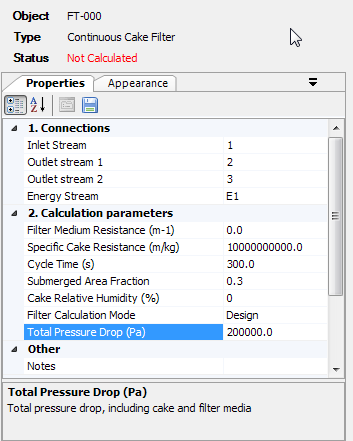 Object FT-000
Type Continuous Cake Filter
Status Not Calculated
Properties Appearance
1. Connections
Inlet Stream 1
Outlet stream 1 2
Outlet stream 2 3
Energy Stream E1
2. Calculation parameters
Filter Medium Resistance (m-1) 0.0
Specific Cake Resistance (m/kg) 10000000000.0
Cycle Time (s) 300.0
Submerged Area Fraction 0.3
Cake Relative Humidity (%) 0
Filter Calculation Mode Design
Total Pressure Drop (Pa) 200000.0
Other
Notes
Total Pressure Drop (Pa)
Total pressure drop, including cake and filter media